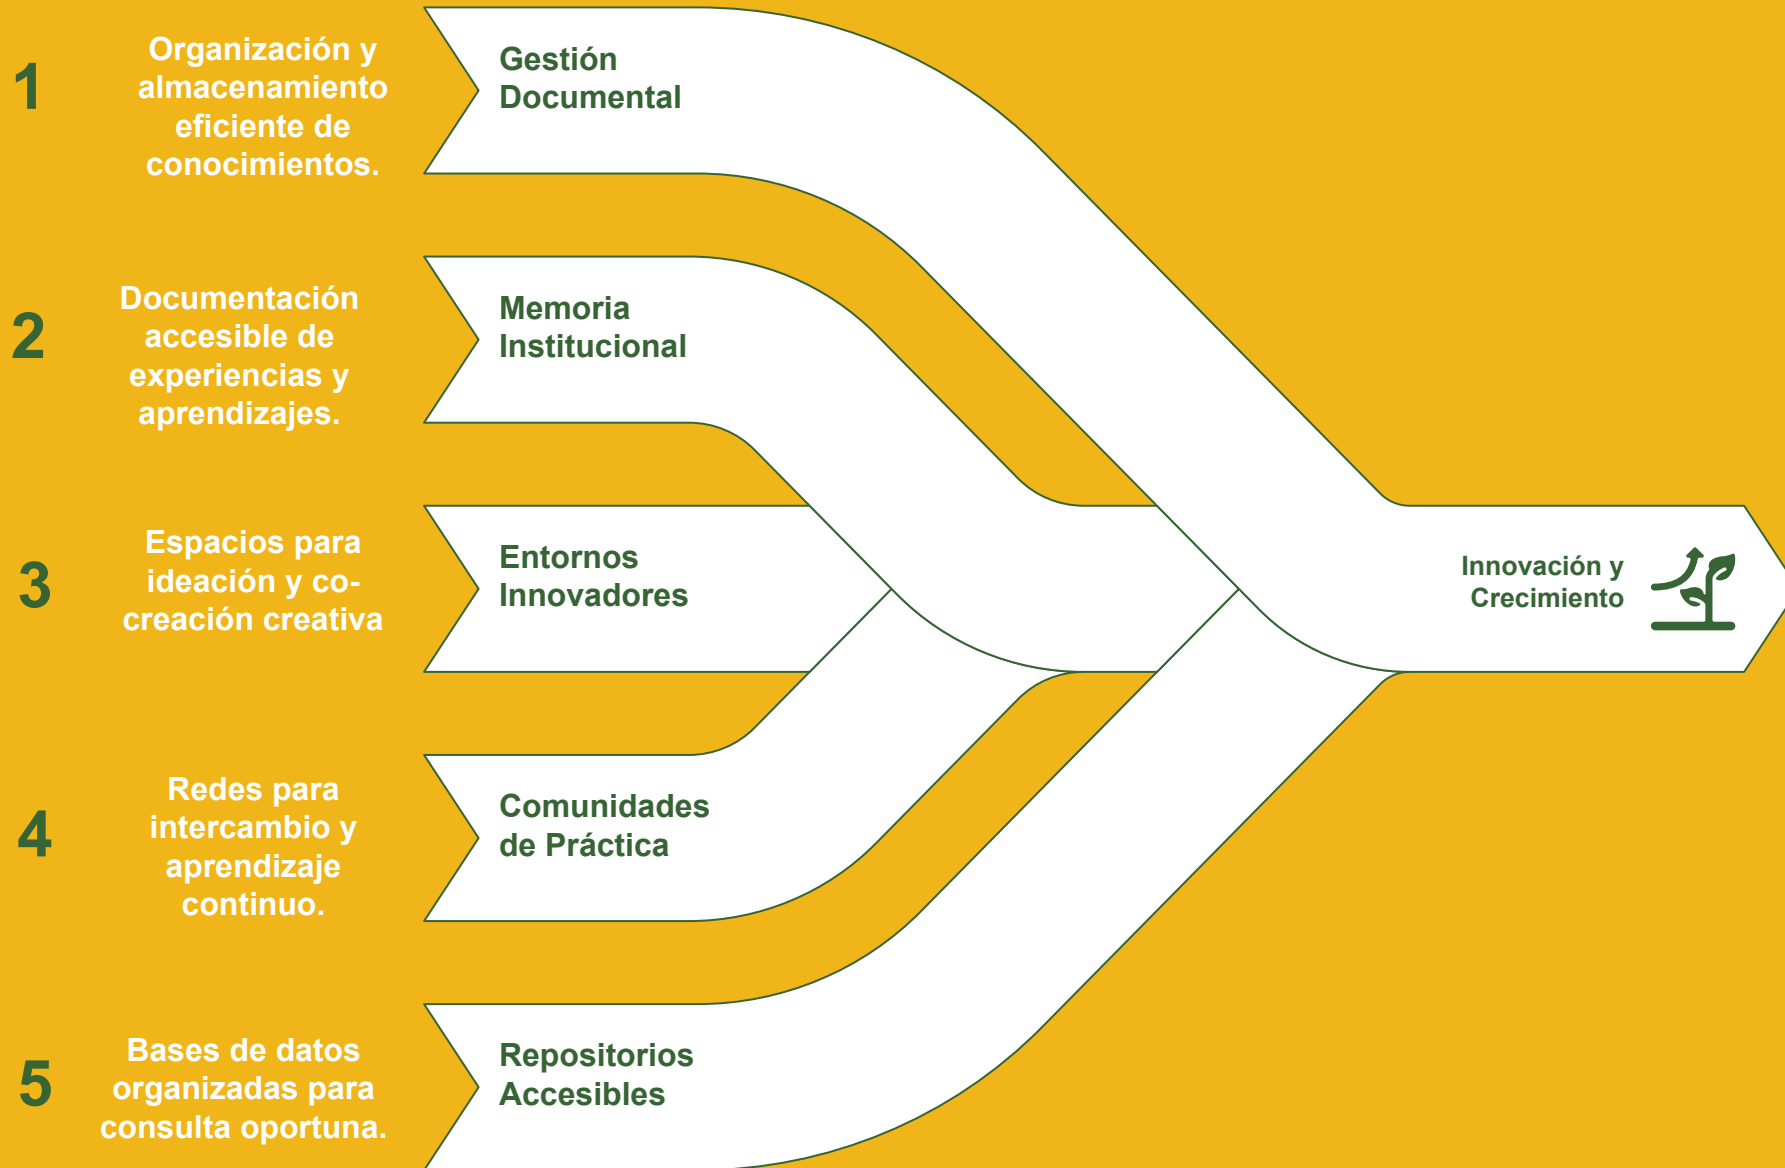 1
Organización y
almacenamiento
eficiente de
conocimientos.
Gestión
Documental
2
Documentación
accesible de
experiencias y
aprendizajes.
Memoria
Institucional
3
Espacios para
ideación y co-
creación creativa
Entornos
Innovadores
4
Redes para
intercambio y
aprendizaje
continuo.
Comunidades
de Práctica
5
Bases de datos
organizadas para
consulta oportuna.
Repositorios
Accesibles
Innovación y
Crecimiento